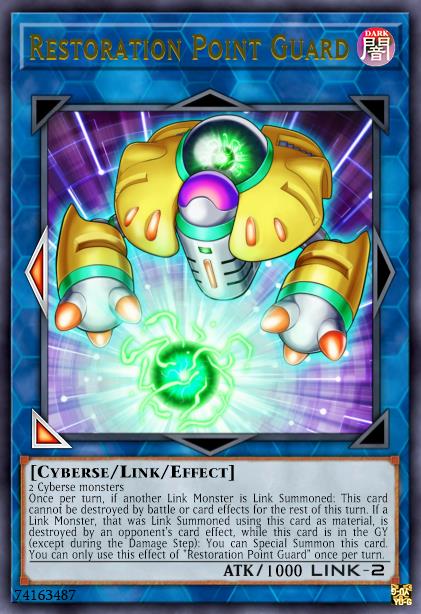 RESTORATION POINT GUARD
DARK
闇
[CYBERSE/LINK/EFFECT]
2 Cyberse monsters
Once per turn, if another Link Monster is Link Summoned: This card
cannot be destroyed by battle or card effects for the rest of this turn. If a
Link Monster, that was Link Summoned using this card as material, is
destroyed by an opponent's card effect, while this card is in the GY
(except during the Damage Step): You can Special Summon this card.
You can only use this effect of "Restoration Point Guard" once per turn.
ATK/1000 LINK-2
74163487